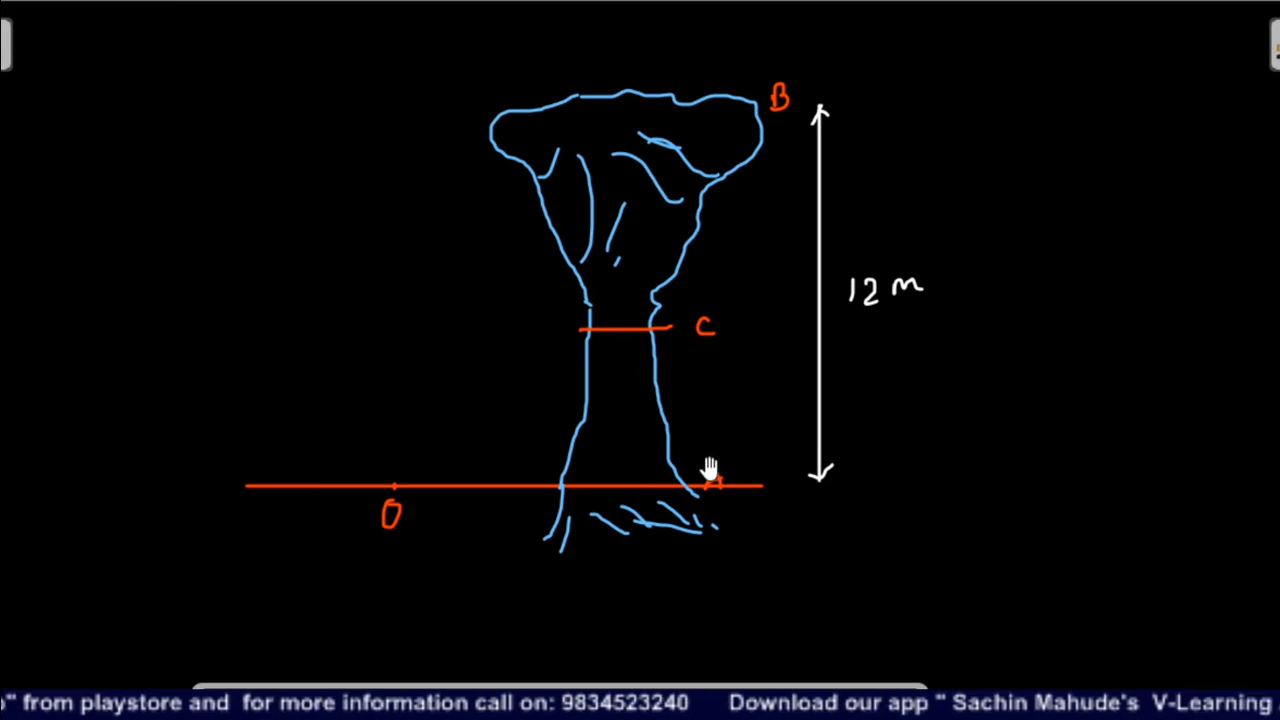 B
12 m
C
A
O
o" from playstore and for more information call on: 9834523240 Download our app " Sachin Mahude's V-Learning